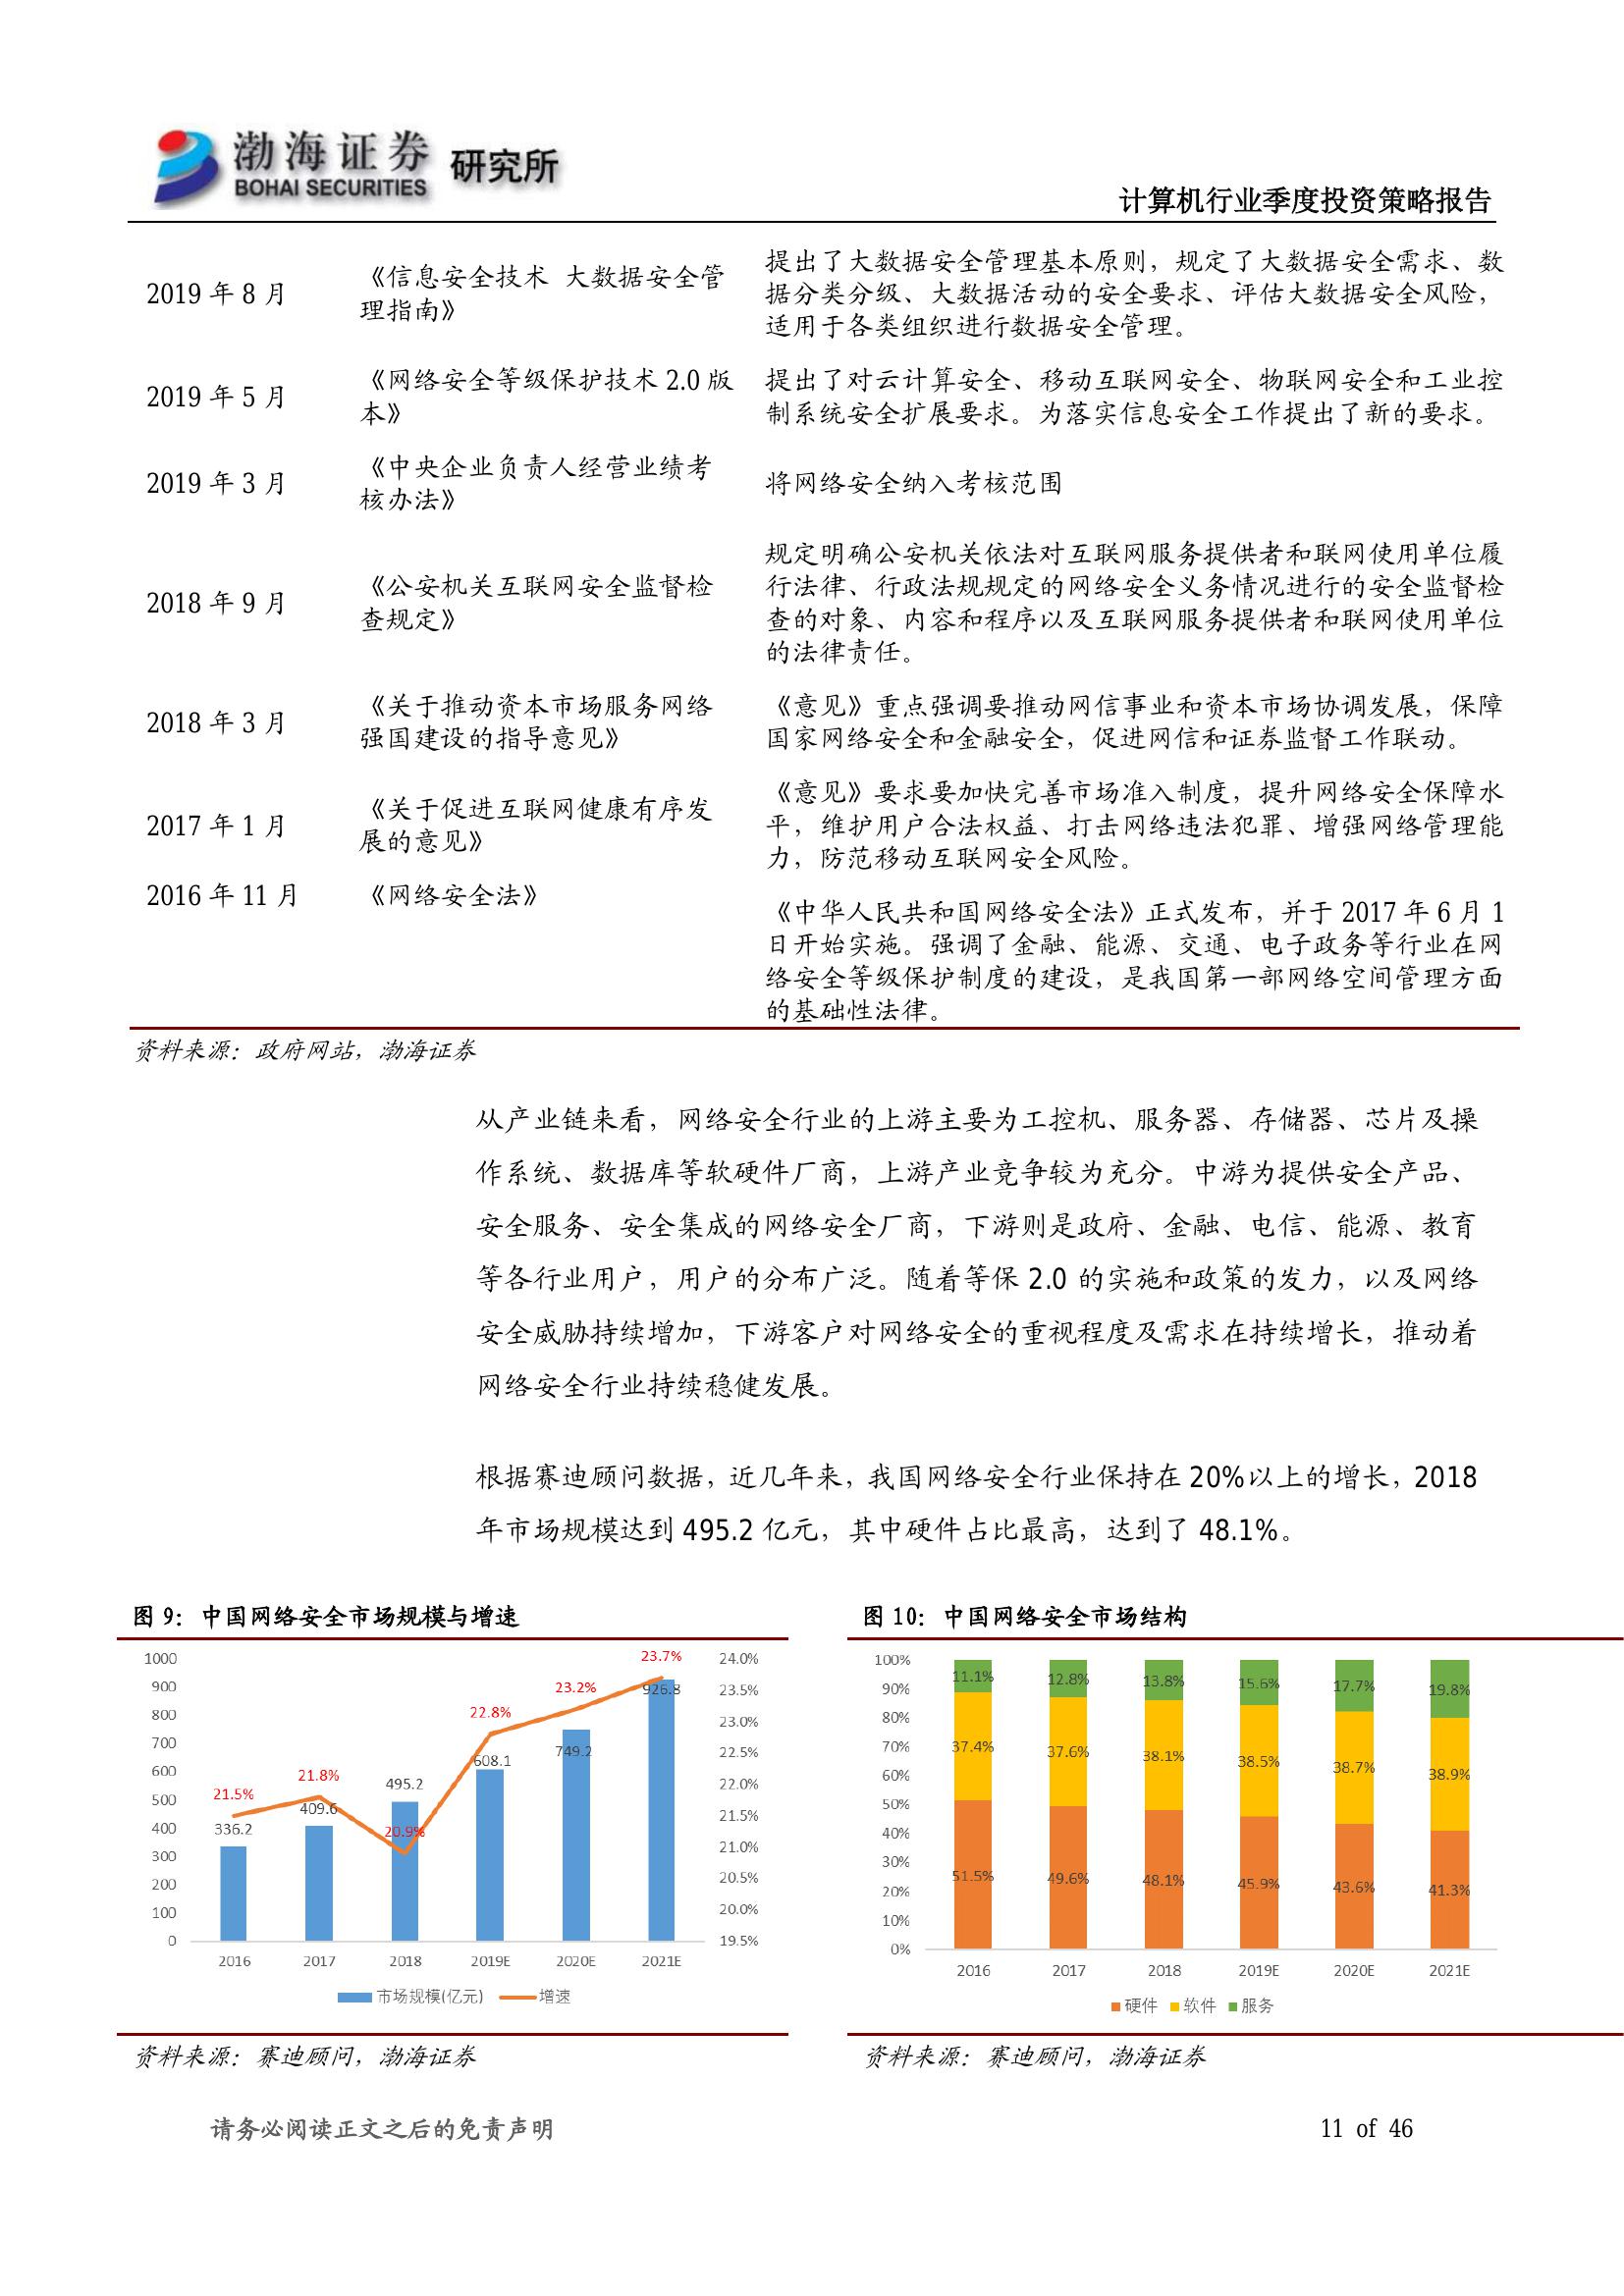 渤海证券 研究所
BOHAI SECURITIES
计算机行业季度投资策略报告
2019 年 8 月
《信息安全技术 大数据安全管
理指南》
提出了大数据安全管理基本原则，规定了大数据安全需求、数
据分类分级、大数据活动的安全要求、评估大数据安全风险，
适用于各类组织进行数据安全管理。
2019 年 5 月
《网络安全等级保护技术 2.0 版
本》
提出了对云计算安全、移动互联网安全、物联网安全和工业控
制系统安全扩展要求。为落实信息安全工作提出了新的要求。
2019 年 3 月
《中央企业负责人经营业绩考
核办法》
将网络安全纳入考核范围
2018 年 9 月
《公安机关互联网安全监督检
查规定》
规定明确公安机关依法对互联网服务提供者和联网使用单位履
行法律、行政法规规定的网络安全义务情况进行的安全监督检
查的对象、内容和程序以及互联网服务提供者和联网使用单位
的法律责任。
2018 年 3 月
《关于推动资本市场服务网络
强国建设的指导意见》
《意见》重点强调要推动网信事业和资本市场协调发展，保障
国家网络安全和金融安全，促进网信和证券监督工作联动。
2017 年 1 月
《关于促进互联网健康有序发
展的意见》
《意见》要求要加快完善市场准入制度，提升网络安全保障水
平，维护用户合法权益、打击网络违法犯罪、增强网络管理能
力，防范移动互联网安全风险。
2016 年 11 月
《网络安全法》
《中华人民共和国网络安全法》正式发布，并于 2017 年 6 月 1
日开始实施。强调了金融、能源、交通、电子政务等行业在网
络安全等级保护制度的建设，是我国第一部网络空间管理方面
的基础性法律。
资料来源：政府网站，渤海证券
从产业链来看，网络安全行业的上游主要为工控机、服务器、存储器、芯片及操
作系统、数据库等软硬件厂商，上游产业竞争较为充分。中游为提供安全产品、
安全服务、安全集成的网络安全厂商，下游则是政府、金融、电信、能源、教育
等各行业用户，用户的分布广泛。随着等保 2.0 的实施和政策的发力，以及网络
安全威胁持续增加，下游客户对网络安全的重视程度及需求在持续增长，推动着
网络安全行业持续稳健发展。
根据赛迪顾问数据，近几年来，我国网络安全行业保持在 20%以上的增长，2018
年市场规模达到 495.2 亿元，其中硬件占比最高，达到了 48.1%。
图 9：中国网络安全市场规模与增速
1000
900
800
700
600
500
400
300
200
100
0
24.0%
23.5%
23.0%
22.5%
22.0%
21.5%
21.0%
20.5%
20.0%
19.5%
21.5%
21.8%
20.9%
22.8%
23.2%
23.7%
336.2
409.6
495.2
608.1
749.2
926.8
2016 2017 2018 2019E 2020E 2021E
市场规模(亿元) 增速
资料来源：赛迪顾问，渤海证券
图 10：中国网络安全市场结构
100%
90%
80%
70%
60%
50%
40%
30%
20%
10%
0%
11.1% 12.8% 13.8% 15.6% 17.7% 19.8%
37.4% 37.6% 38.1% 38.5% 38.7% 38.9%
51.5% 49.6% 48.1% 45.9% 43.6% 41.3%
2016 2017 2018 2019E 2020E 2021E
硬件 软件 服务
资料来源：赛迪顾问，渤海证券
请务必阅读正文之后的免责声明
11 of 46